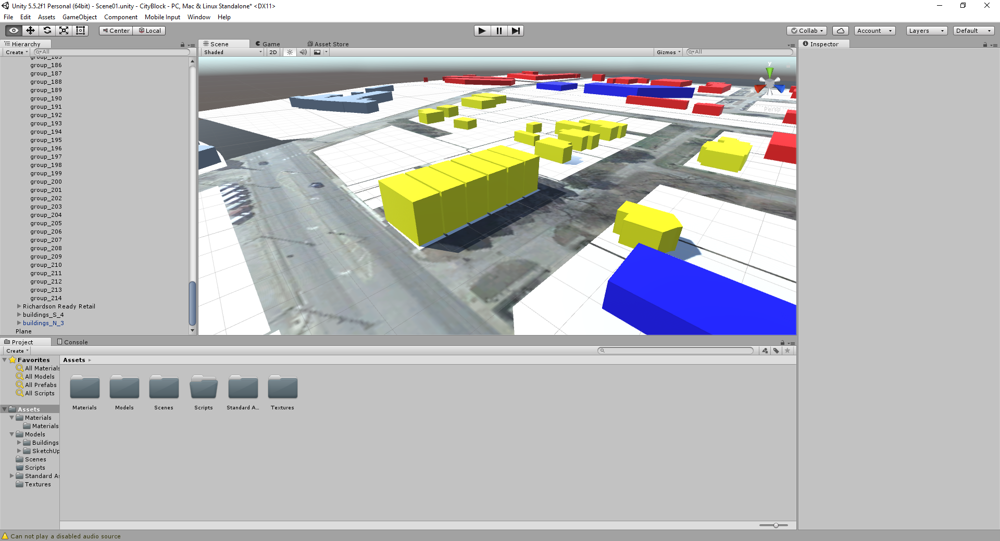 Unity 5.5.2f1 Personal (64bit) - Scene01.unity - CityBlock - PC, Mac & Linux Standalone* <DX11>
File Edit Assets GameObject Component Mobile Input Window Help
Center Local Collab Account Layers Default
Hierarchy
Create All
group_185
group_186
group_187
group_188
group_189
group_190
group_191
group_192
group_193
group_194
group_195
group_196
group_197
group_198
group_199
group_200
group_201
group_202
group_203
group_204
group_205
group_206
group_207
group_208
group_209
group_210
group_211
group_212
group_213
group_214
Richardson Ready Retail
buildings_S_4
buildings_N_3
Plane
Scene Game Asset Store
Shaded 2D Gizmos All
y
x
Persp
Inspector
Project Console
Create
Favorites
All Materials
All Models
All Prefabs
All Scripts
Assets
Materials
Materials
Models
Buildings
SketchUp
Scenes
Scripts
Standard As
Textures
Assets
Materials Models Scenes Scripts Standard A... Textures
Can not play a disabled audio source